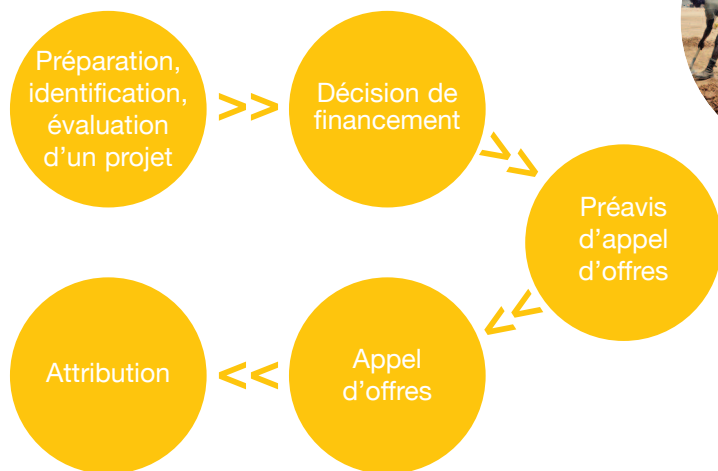 Préparation,
identification,
évaluation
d'un projet
>>
Décision de
financement
>>
Préavis
d'appel
d'offres
>>
Appel
d'offres
<<
Attribution